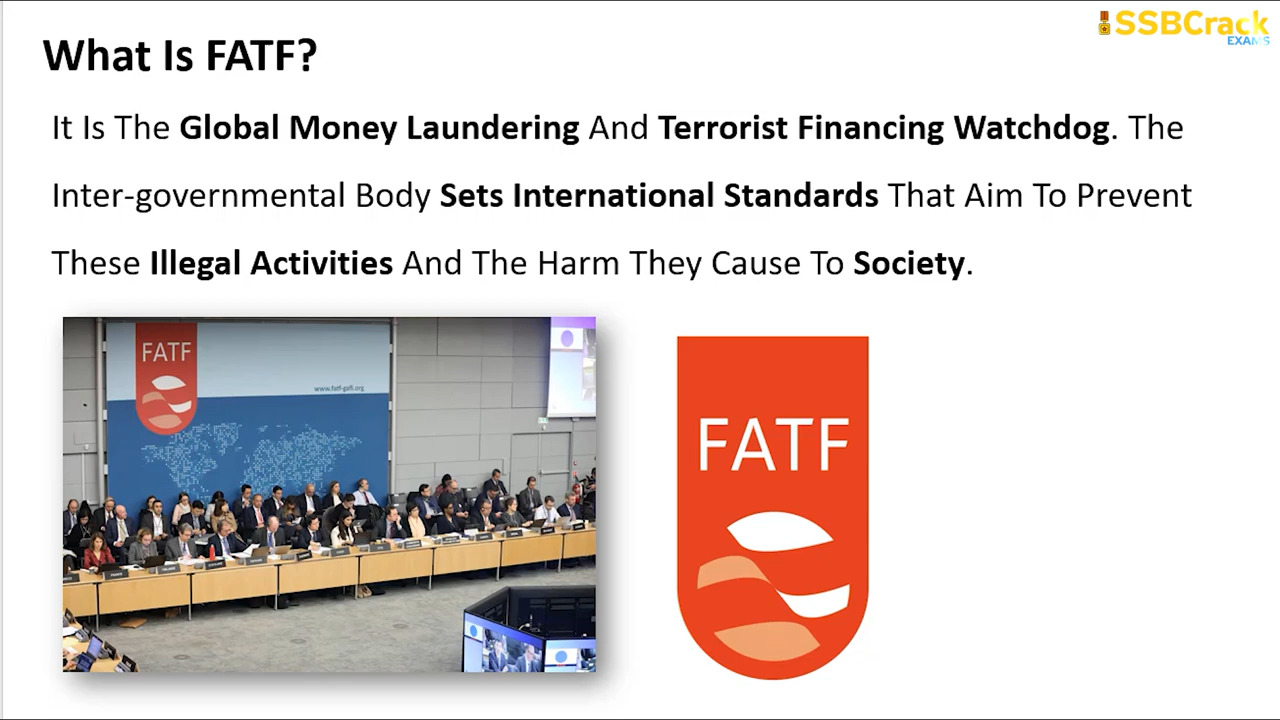 SSBCrack
EXAMS
What Is FATF?
It Is The Global Money Laundering And Terrorist Financing Watchdog. The
Inter-governmental Body Sets International Standards That Aim To Prevent
These Illegal Activities And The Harm They Cause To Society.
FATF
www.fatf-gafi.org
FATF